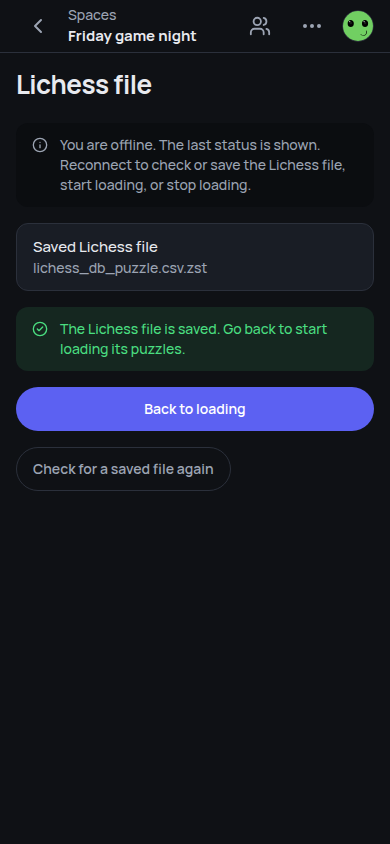 Spaces
Friday game night
Lichess file
You are offline. The last status is shown.
Reconnect to check or save the Lichess file,
start loading, or stop loading.
Saved Lichess file
lichess_db_puzzle.csv.zst
The Lichess file is saved. Go back to start
loading its puzzles.
Back to loading
Check for a saved file again